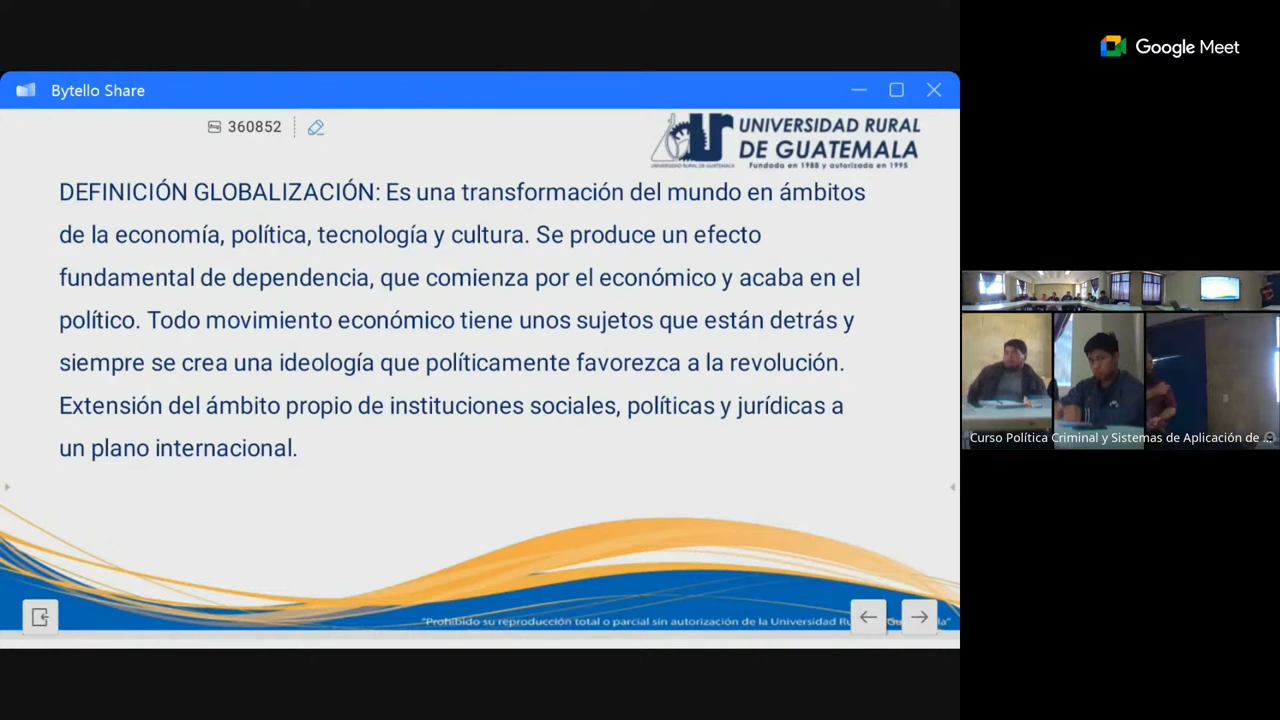 Google Meet
Bytello Share
360852
UNIVERSIDAD RURAL
DE GUATEMALA
Fundada en 1988 y autorizado en 1995
DEFINICIÓN GLOBALIZACIÓN: Es una transformación del mundo en ámbitos
de la economía, política, tecnología y cultura. Se produce un efecto
fundamental de dependencia, que comienza por el económico y acaba en el
político. Todo movimiento económico tiene unos sujetos que están detrás y
siempre se crea una ideología que políticamente favorezca a la revolución.
Extensión del ámbito propio de instituciones sociales, políticas y jurídicas a
un plano internacional.
"Prohibido su reproducción total o parcial sin autorización de la Universidad
Curso Política Criminal y Sistemas de Aplicación de ...